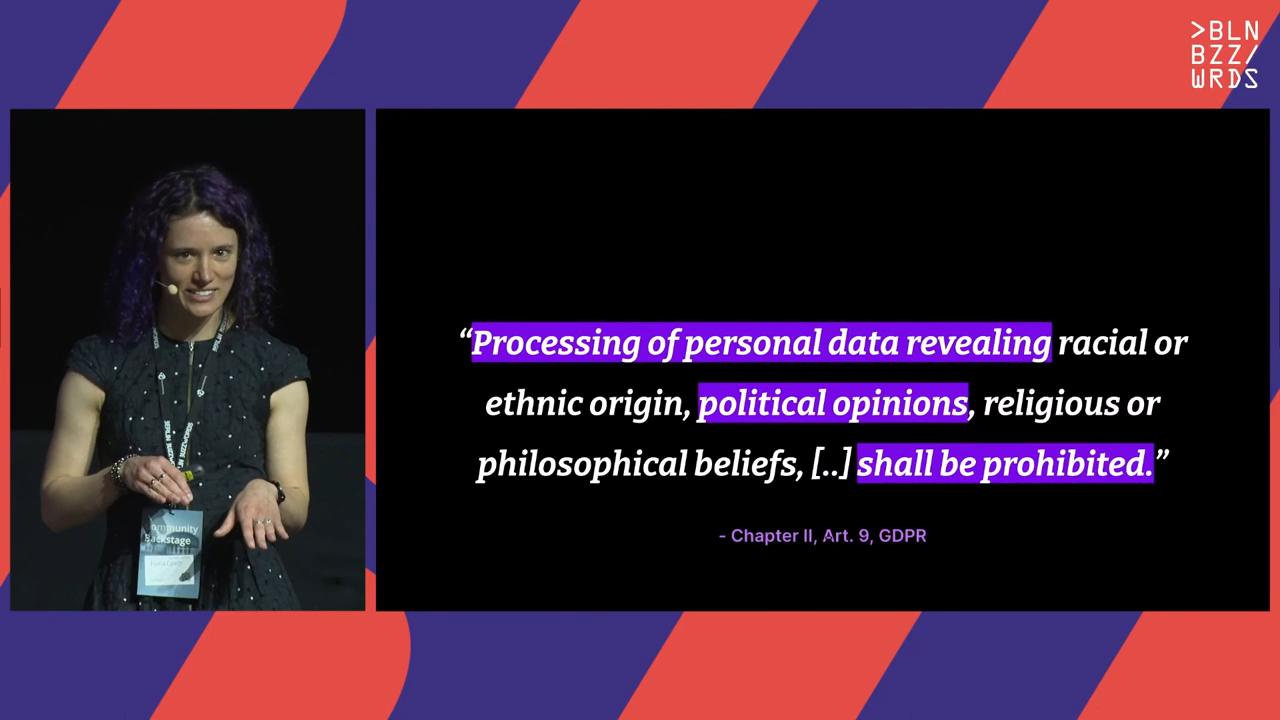 >BLN
BZZ/
WRDS
“Processing of personal data revealing racial or
ethnic origin, political opinions, religious or
philosophical beliefs, [..] shall be prohibited.”
- Chapter II, Art. 9, GDPR
ommunity
Backstage